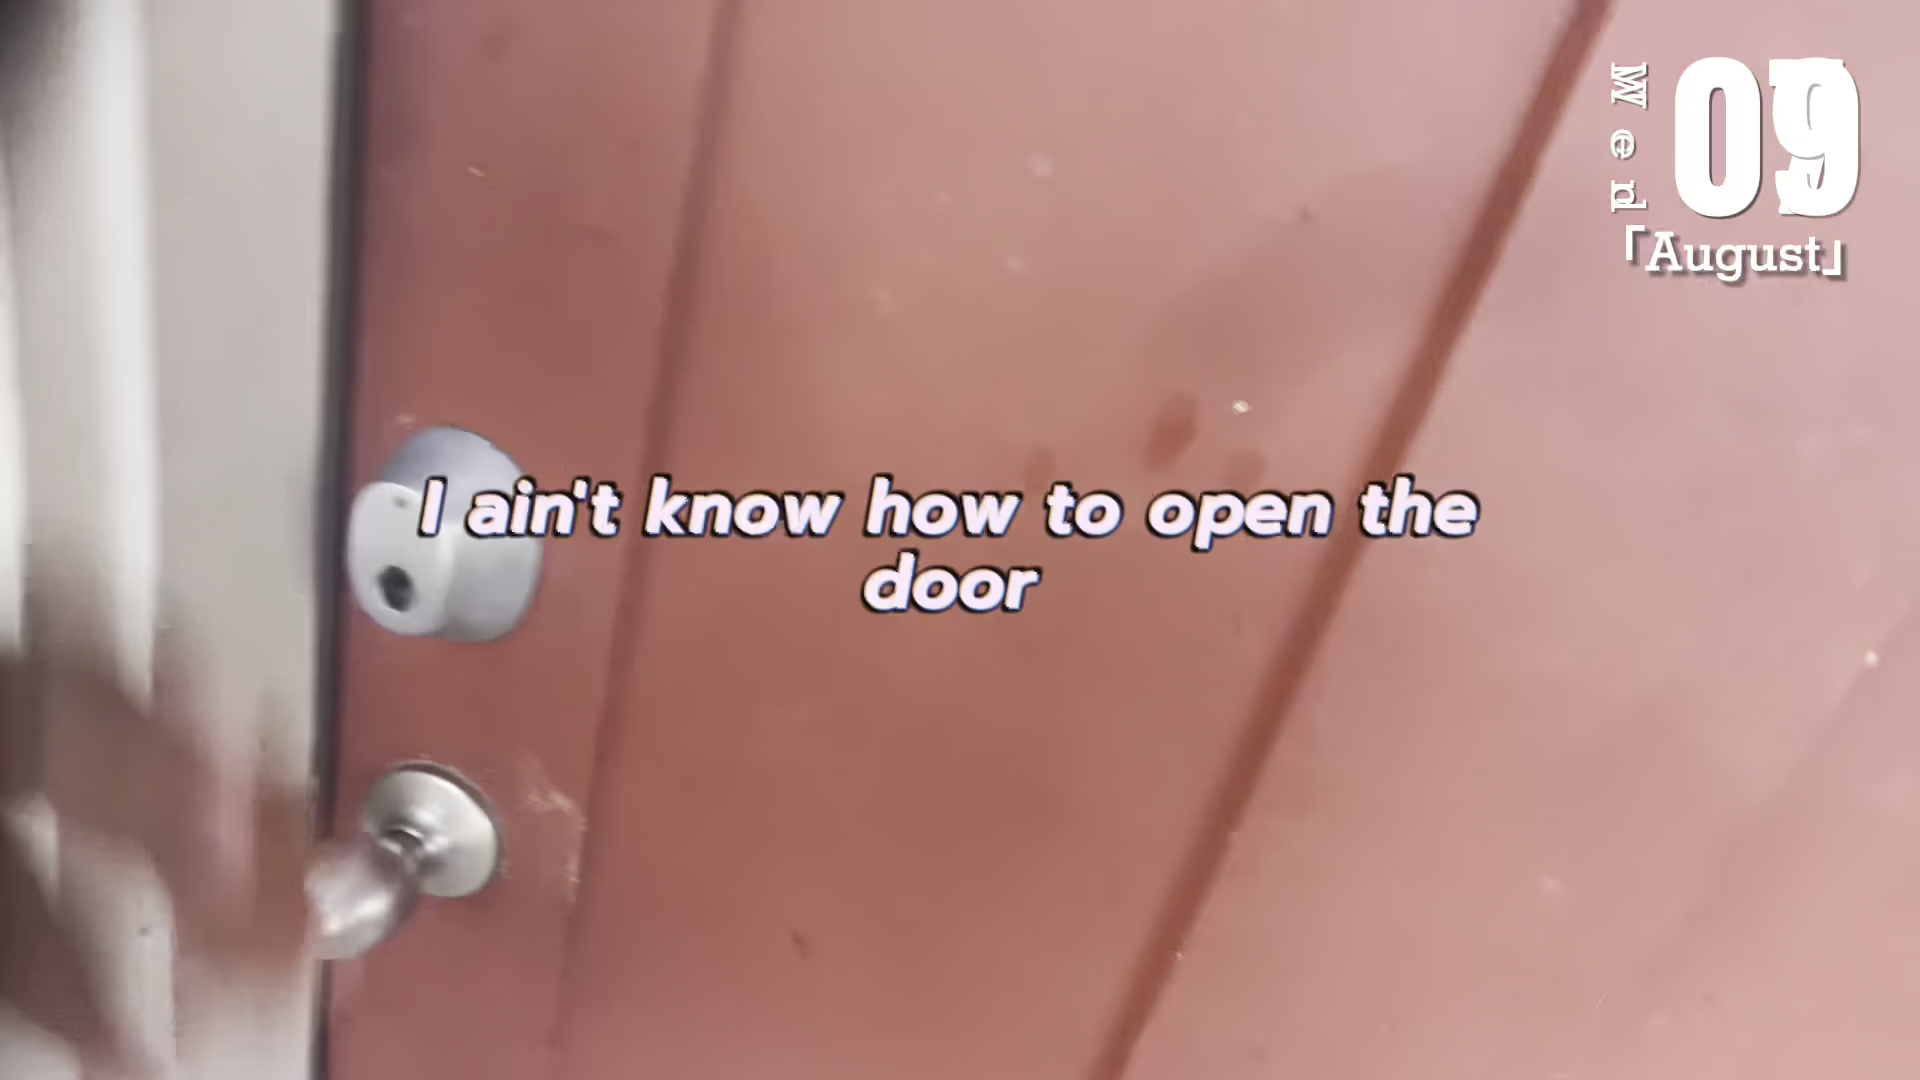 Wed
09
「August」
I ain't know how to open the
door